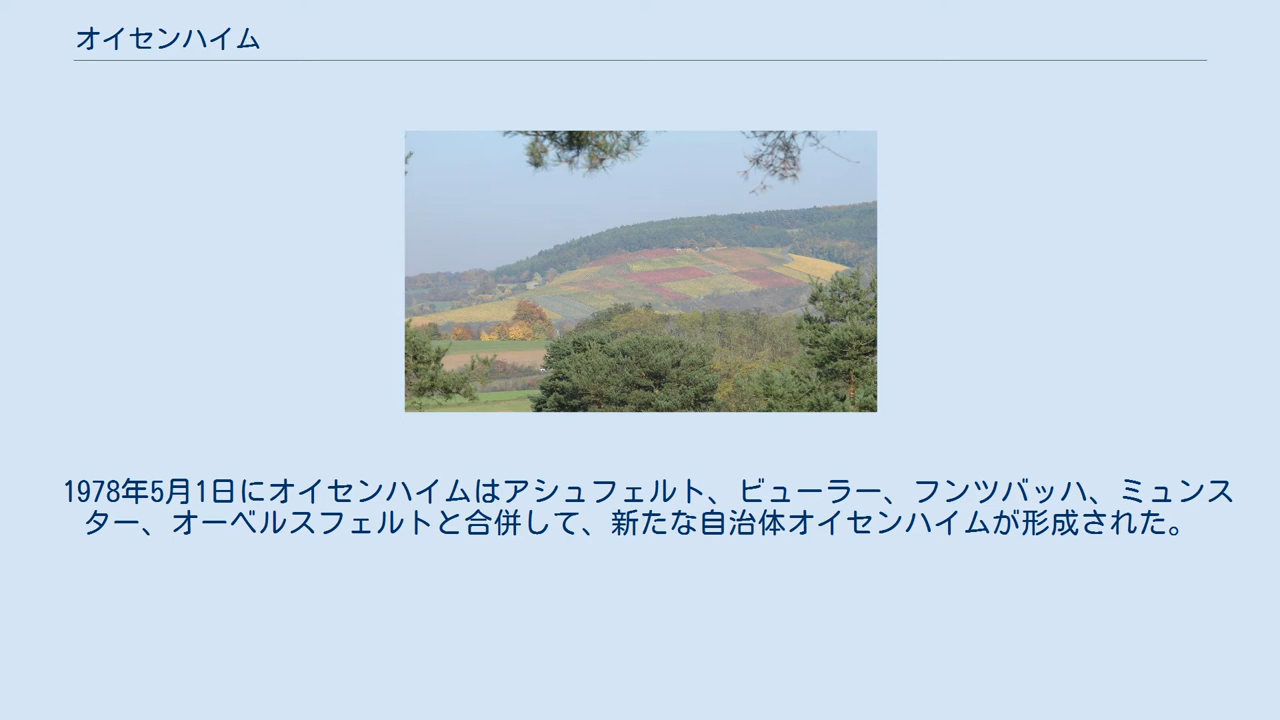 オイセンハイム
1978年5月1日にオイセンハイムはアシュフェルト、ビューラー、フンツバッハ、ミュンス
ター、オーベルスフェルトと合併して、新たな自治体オイセンハイムが形成された。